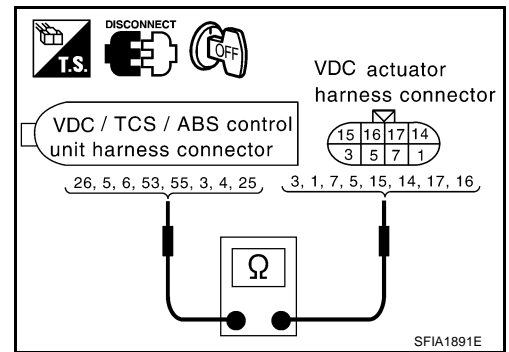 DISCONNECT
T.S.
OFF
VDC actuator
harness connector
VDC / TCS / ABS control
unit harness connector
15 16 17 14
3 5 7 1
26, 5, 6, 53, 55, 3, 4, 25
3, 1, 7, 5, 15, 14, 17, 16
Ω
SFIA1891E